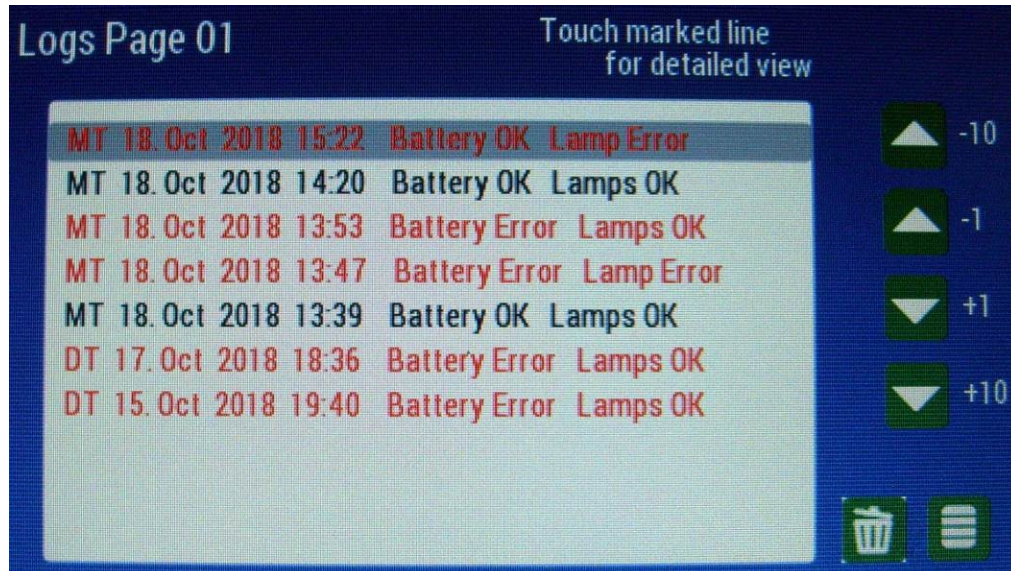 Logs Page 01
Touch marked line
for detailed view
MT 18. Oct 2018 15:22 Battery OK Lamp Error
MT 18. Oct 2018 14:20 Battery OK Lamps OK
MT 18. Oct 2018 13:53 Battery Error Lamps OK
MT 18. Oct 2018 13:47 Battery Error Lamp Error
MT 18. Oct 2018 13:39 Battery OK Lamps OK
DT 17. Oct 2018 18:36 Battery Error Lamps OK
DT 15. Oct 2018 19:40 Battery Error Lamps OK
-10
-1
+1
+10